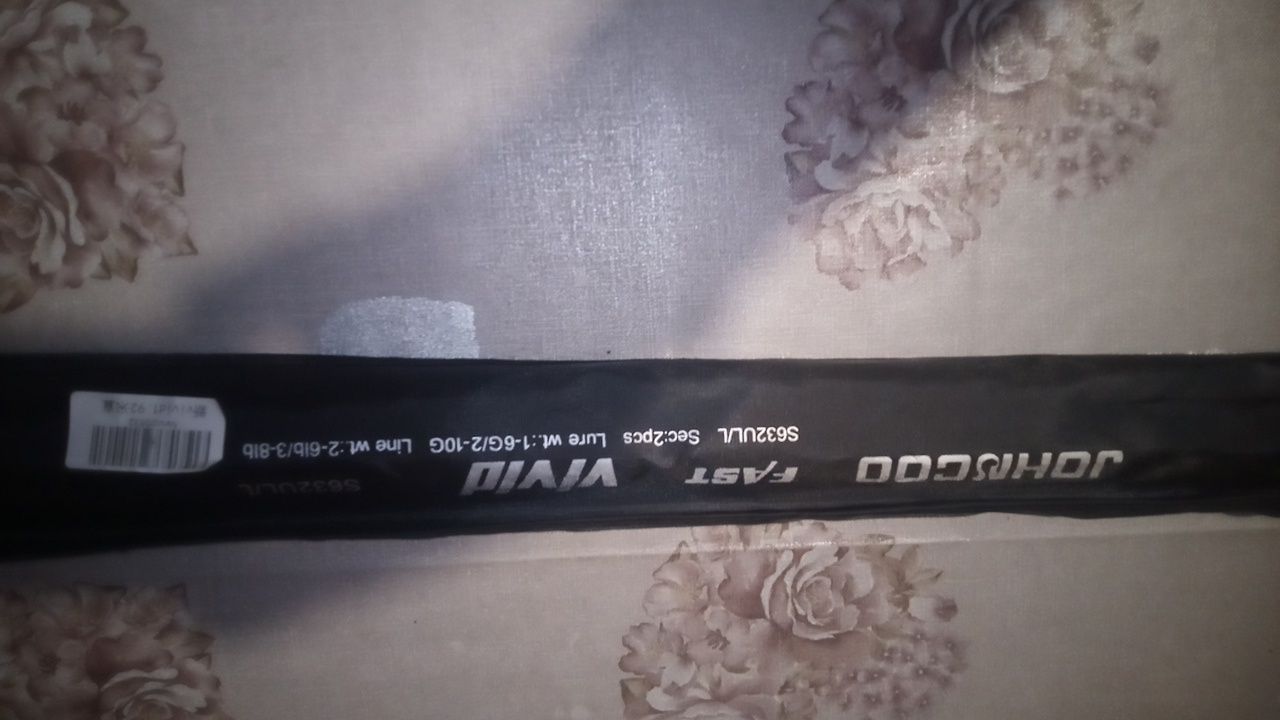 JOHNCOO FAST VIVID
S632UL/L Sec:2pcs Lure wt.:1-6G/2-10G Line wt.:2-6lb/3-8lb
S632UL/L